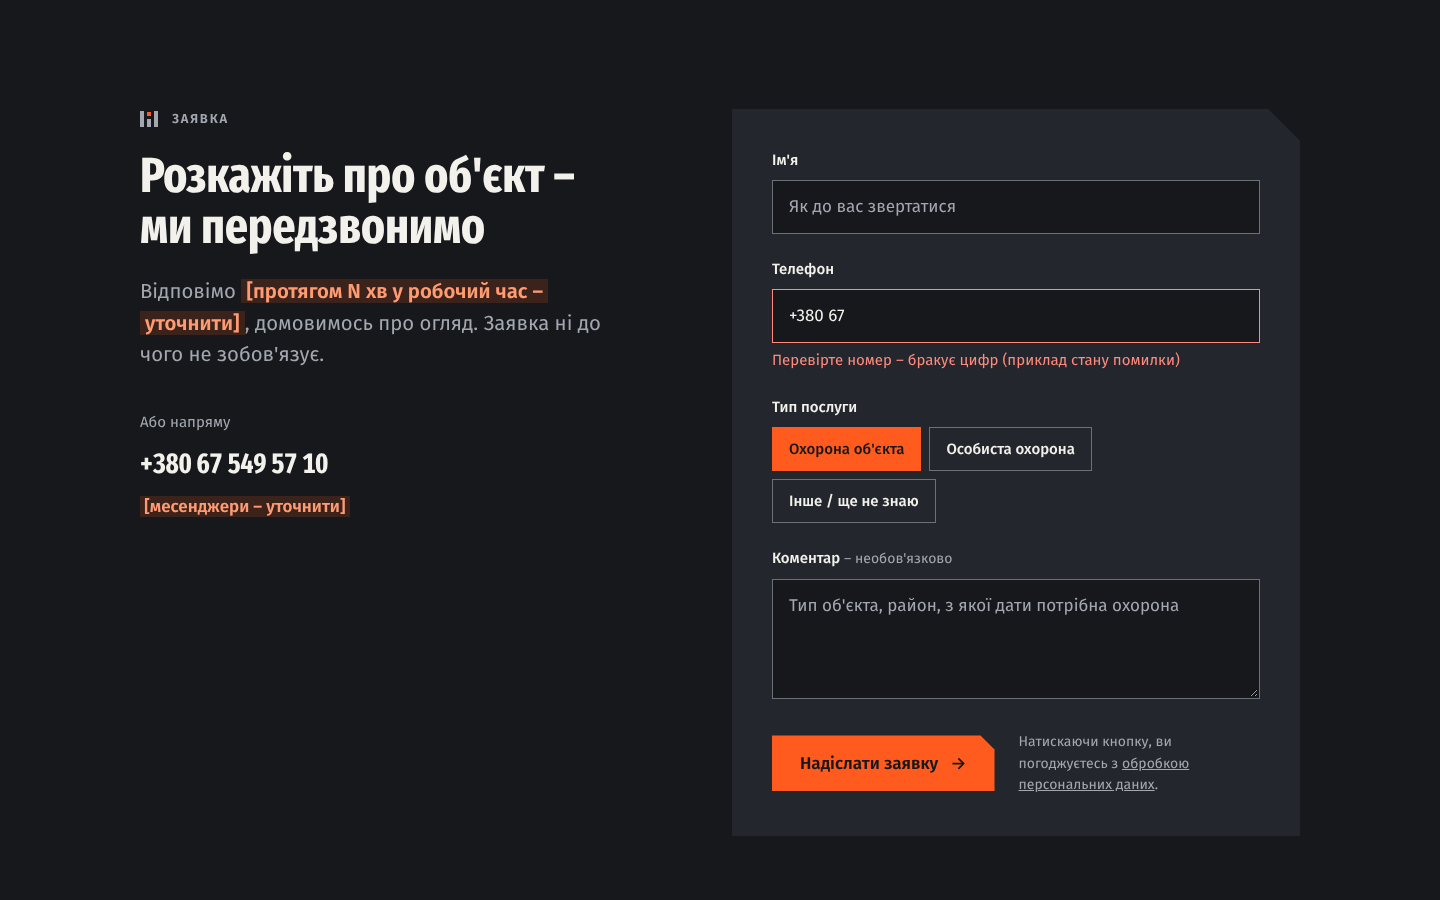 ЗАЯВКА
Розкажіть про об'єкт –
ми передзвонимо
Відповімо [протягом N хв у робочий час –
уточнити], домовимось про огляд. Заявка ні до
чого не зобов'язує.
Або напряму
+380 67 549 57 10
[месенджери – уточнити]
Ім'я
Як до вас звертатися
Телефон
+380 67
Перевірте номер – бракує цифр (приклад стану помилки)
Тип послуги
Охорона об'єкта
Особиста охорона
Інше / ще не знаю
Коментар – необов'язково
Тип об'єкта, район, з якої дати потрібна охорона
Надіслати заявку →
Натискаючи кнопку, ви
погоджуєтесь з обробкою
персональних даних.